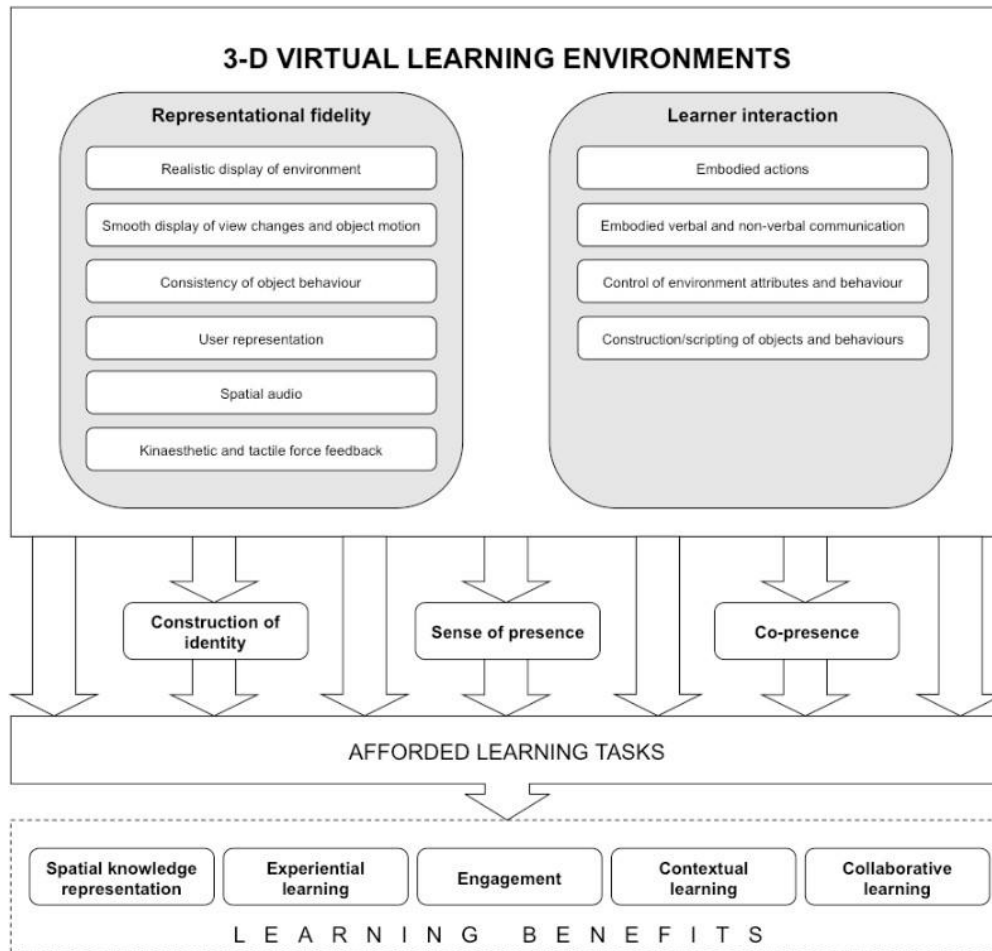 3-D VIRTUAL LEARNING ENVIRONMENTS
Representational fidelity
Realistic display of environment
Smooth display of view changes and object motion
Consistency of object behaviour
User representation
Spatial audio
Kinaesthetic and tactile force feedback
Learner interaction
Embodied actions
Embodied verbal and non-verbal communication
Control of environment attributes and behaviour
Construction/scripting of objects and behaviours
Construction of
identity
Sense of presence
Co-presence
AFFORDED LEARNING TASKS
Spatial knowledge
representation
Experiential
learning
Engagement
Contextual
learning
Collaborative
learning
LEARNING BENEFITS